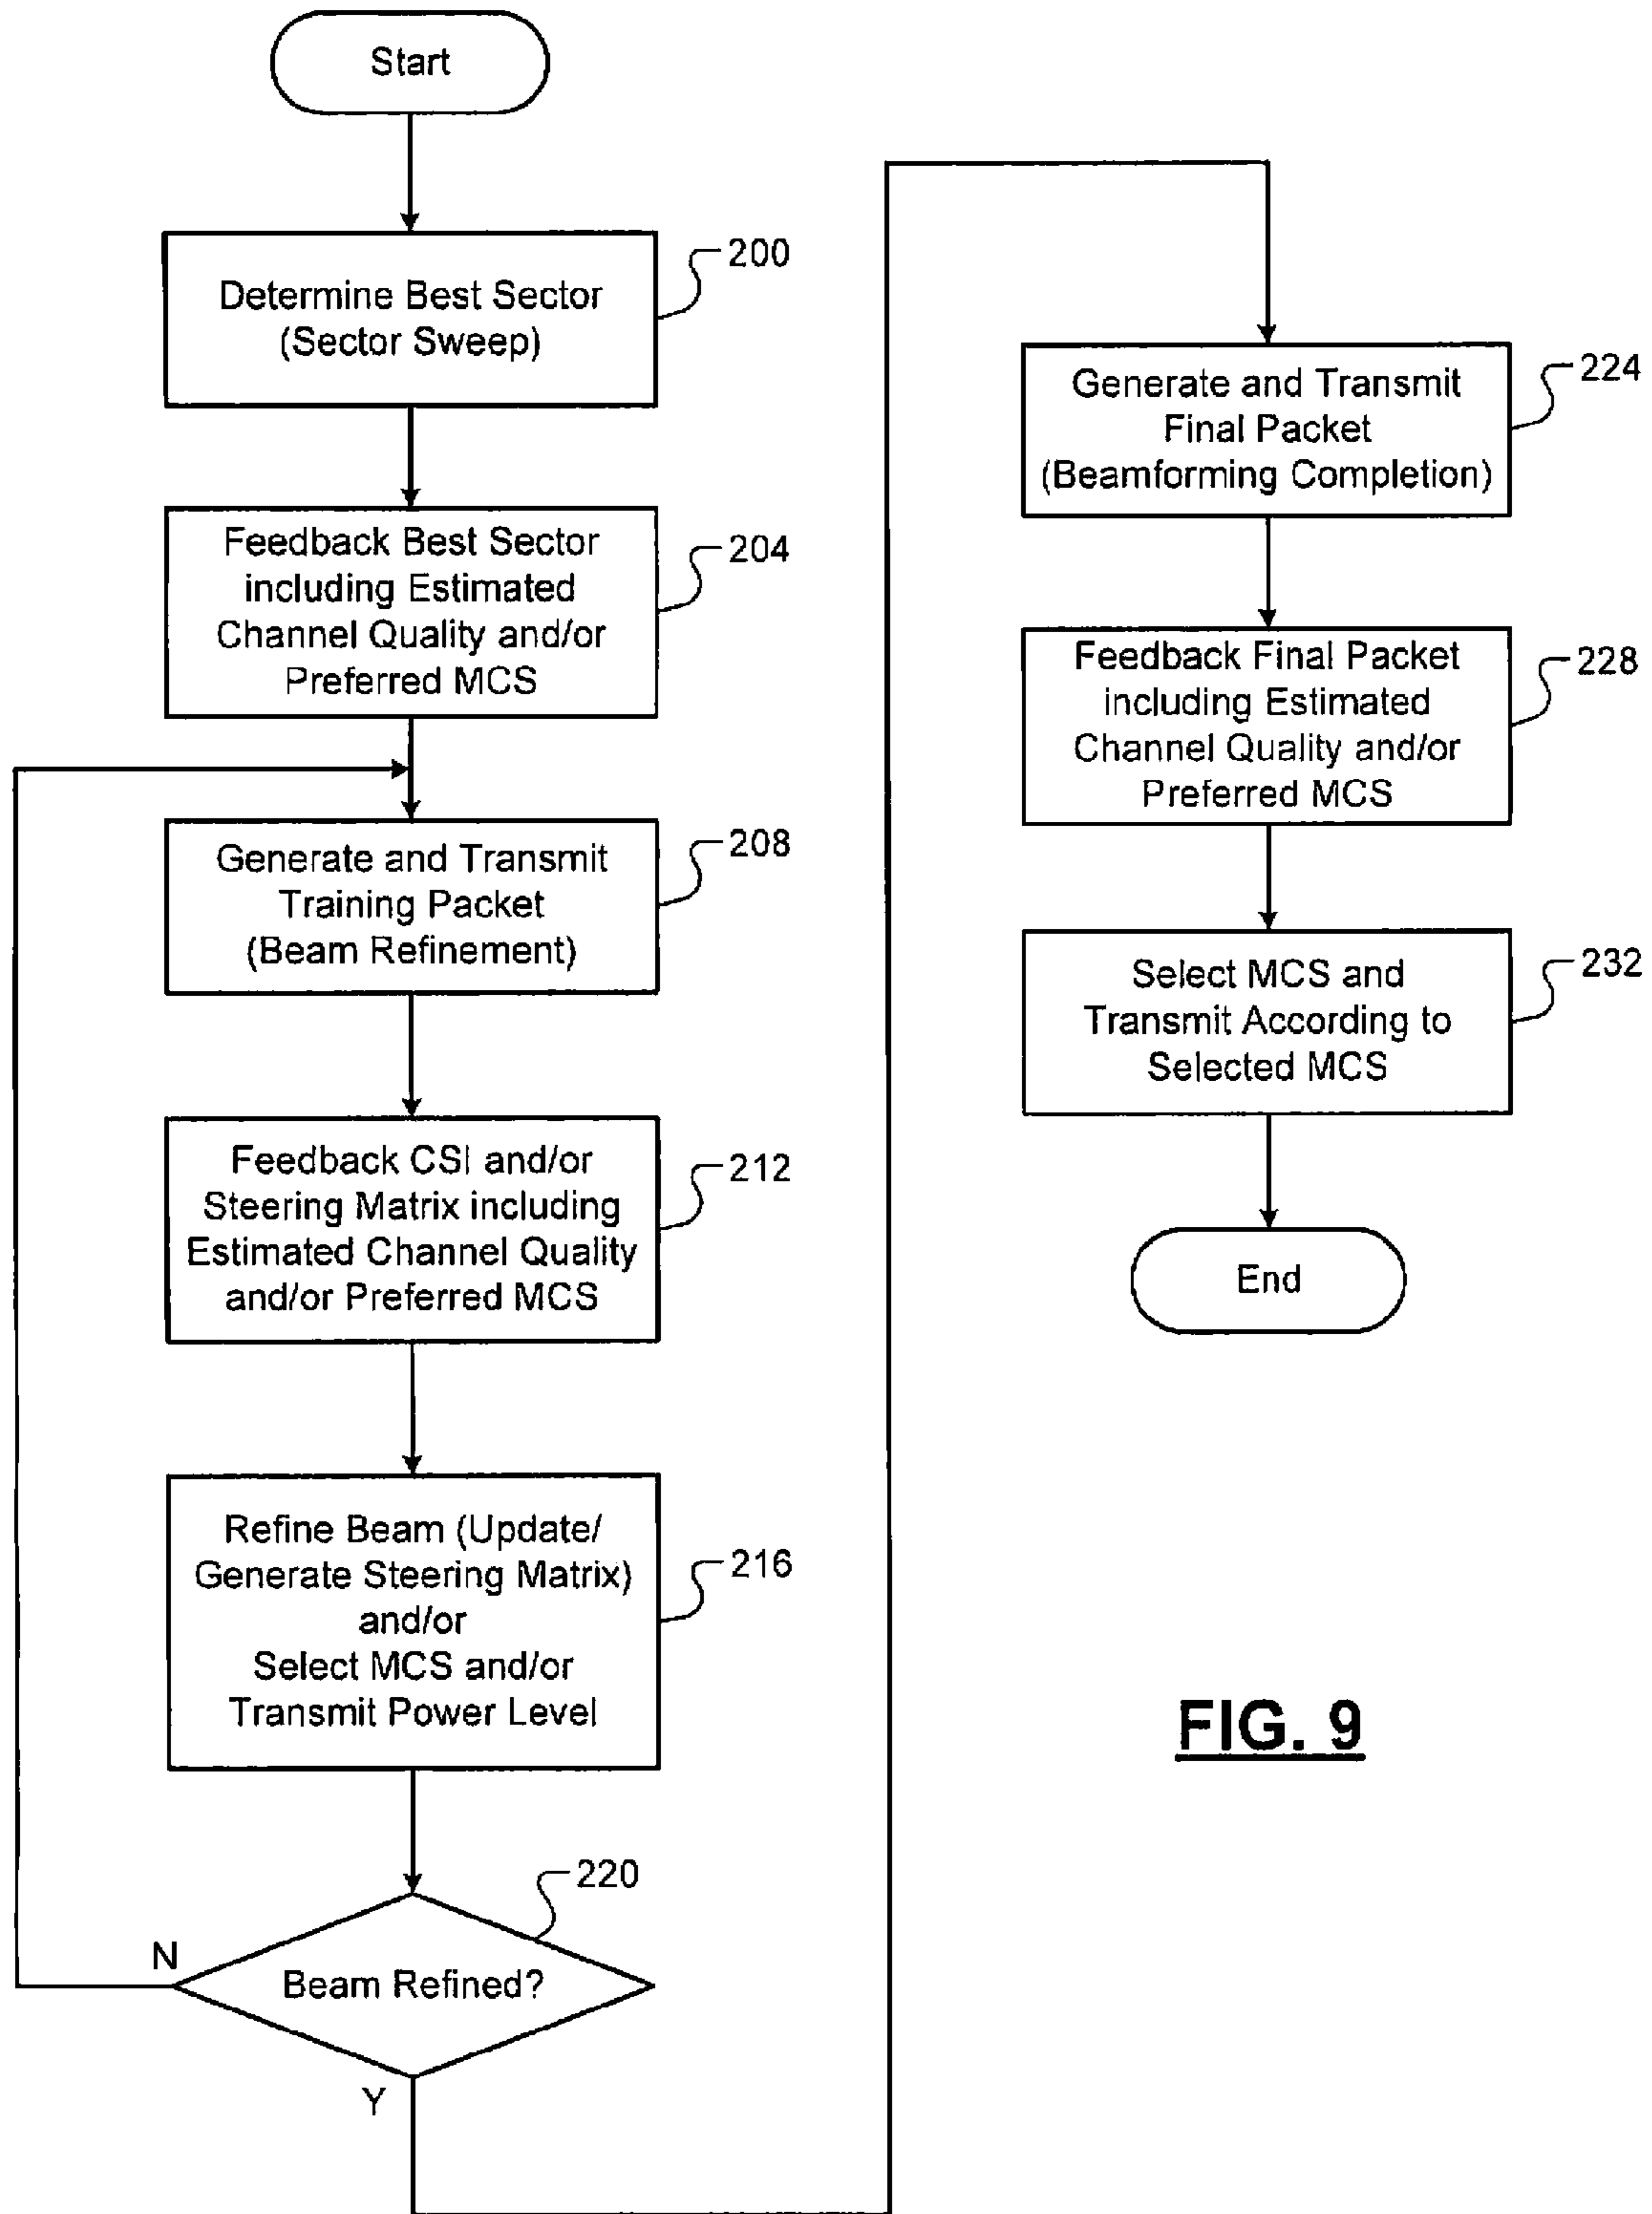 Start
200
Determine Best Sector
(Sector Sweep)
204
Feedback Best Sector
including Estimated
Channel Quality and/or
Preferred MCS
208
Generate and Transmit
Training Packet
(Beam Refinement)
212
Feedback CSI and/or
Steering Matrix including
Estimated Channel Quality
and/or Preferred MCS
216
Refine Beam (Update/
Generate Steering Matrix)
and/or
Select MCS and/or
Transmit Power Level
220
Beam Refined?
N
Y
224
Generate and Transmit
Final Packet
(Beamforming Completion)
228
Feedback Final Packet
including Estimated
Channel Quality and/or
Preferred MCS
232
Select MCS and
Transmit According to
Selected MCS
End
FIG. 9